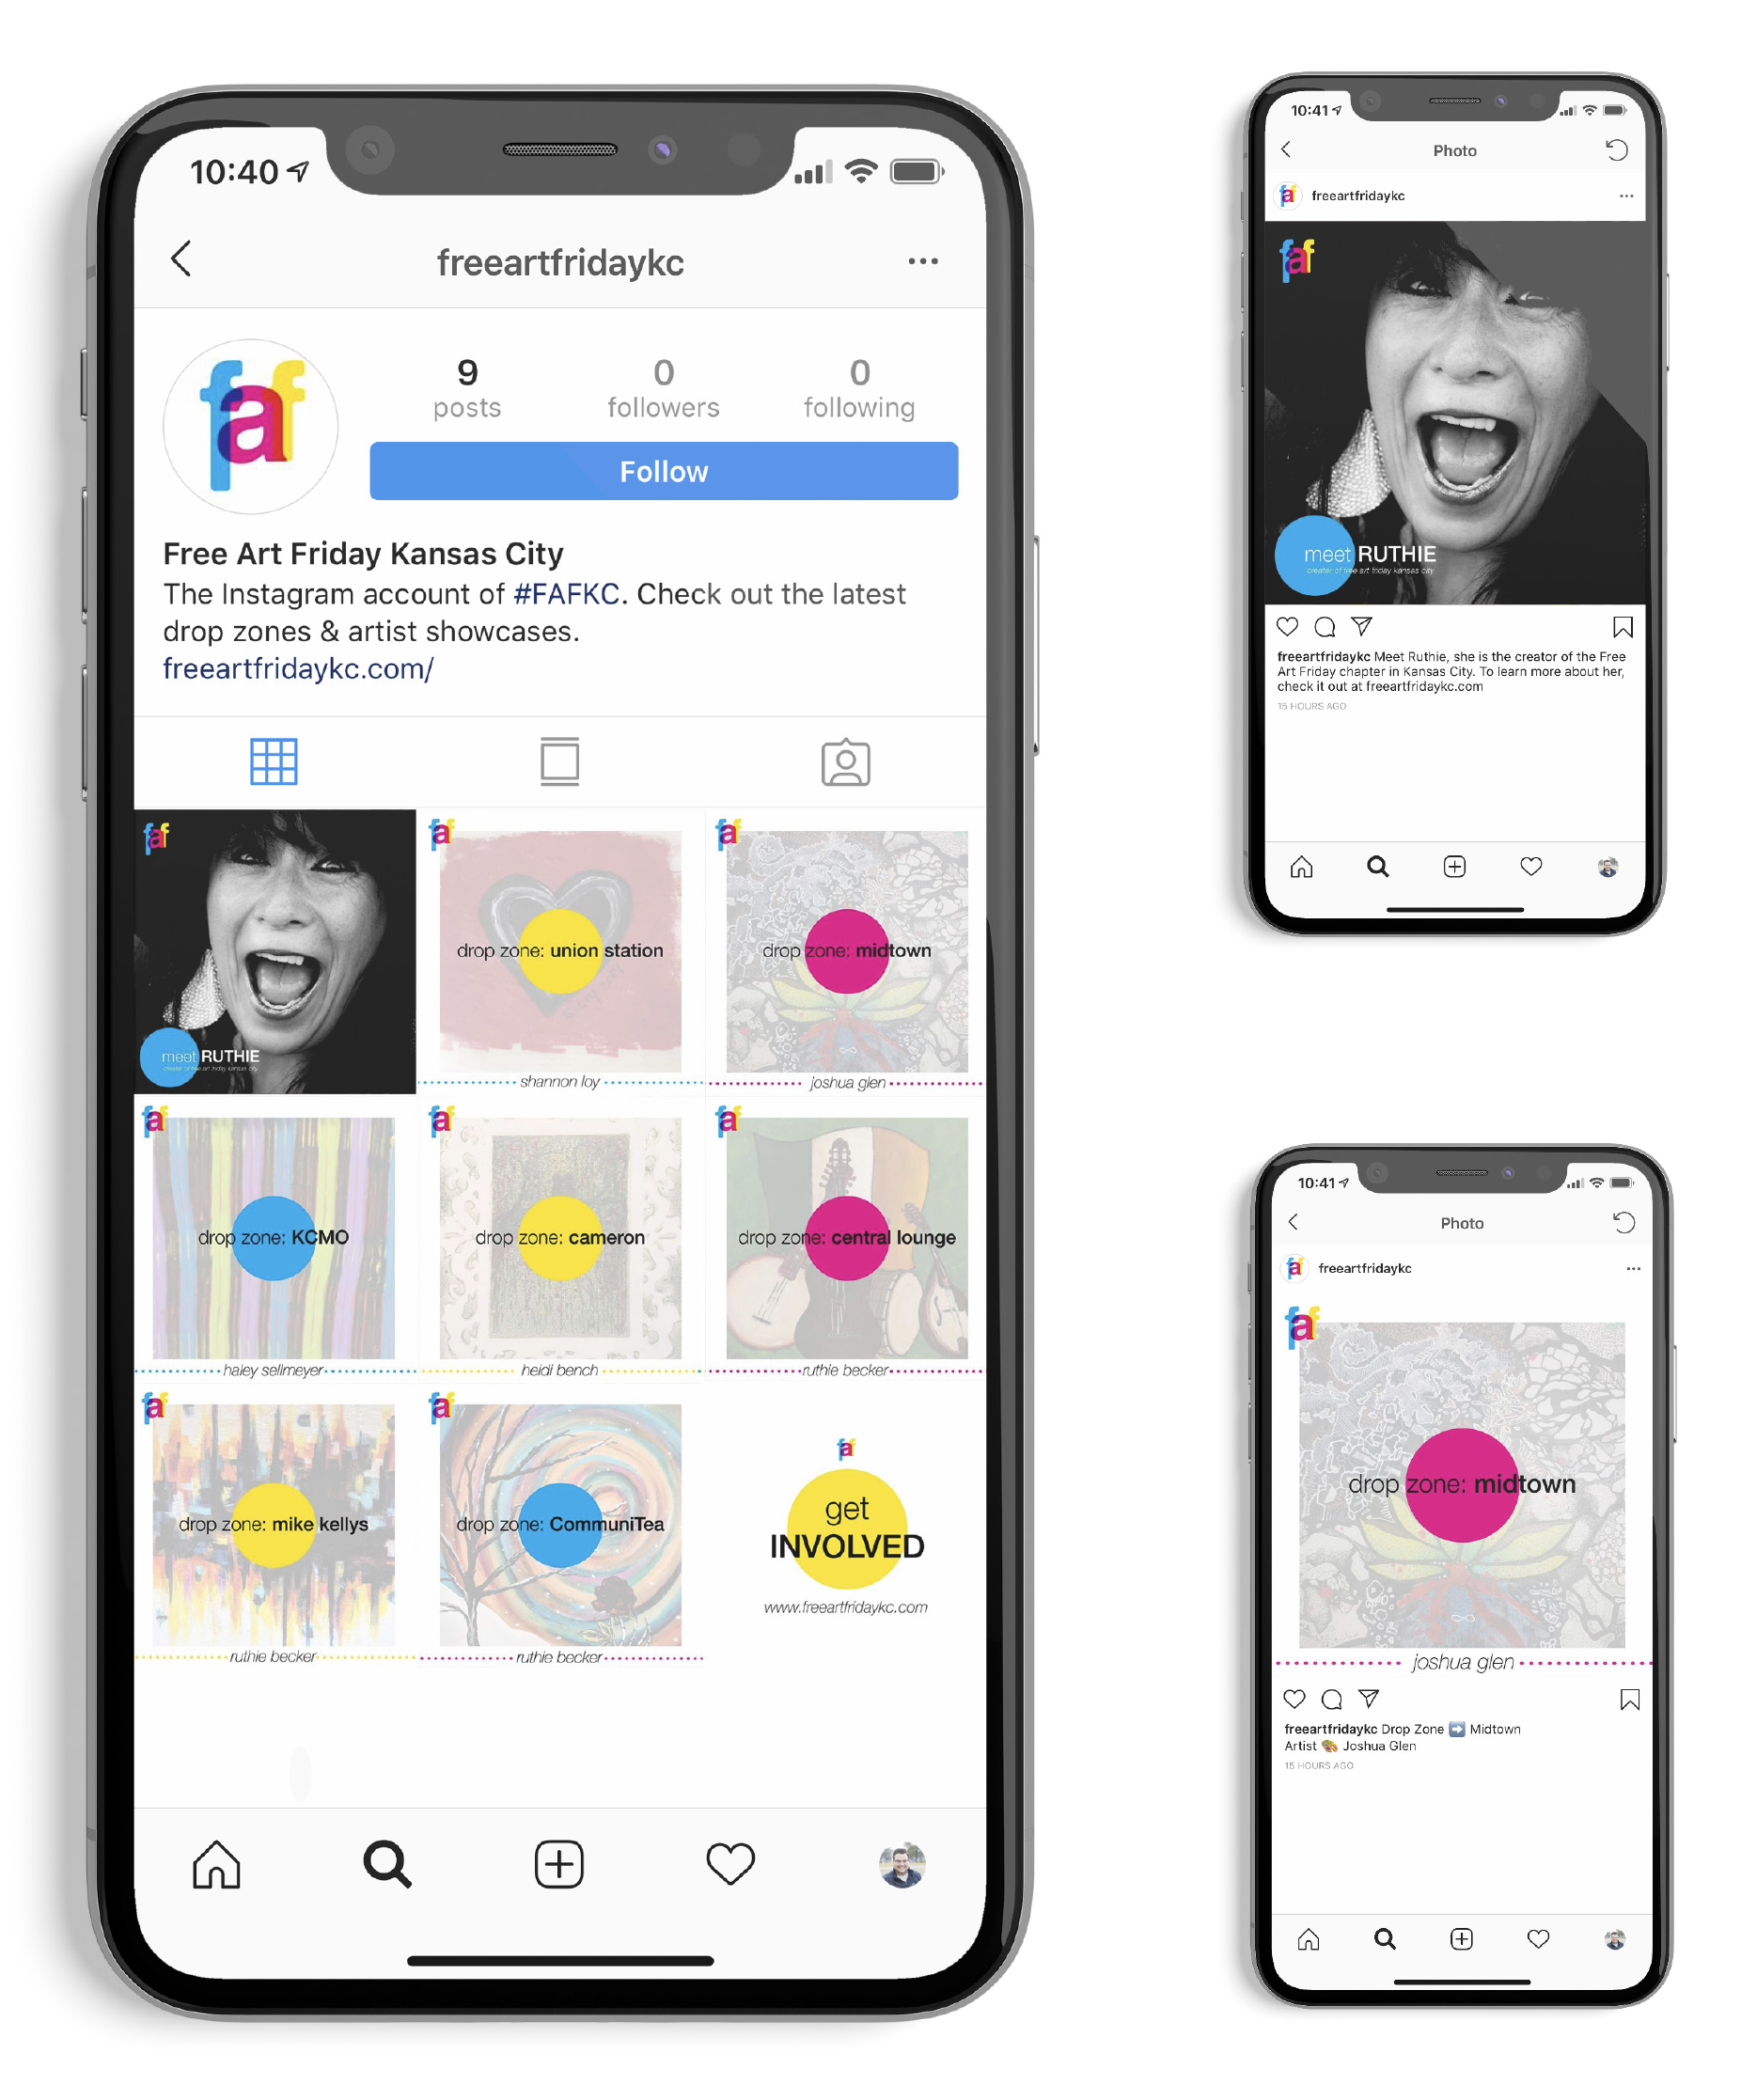 10:40
freeartfridaykc
faf
9
posts
0
followers
0
following
Follow
Free Art Friday Kansas City
The Instagram account of #FAFKC. Check out the latest
drop zones & artist showcases.
freeartfridaykc.com/
faf
meet RUTHIE
creator of free art friday kansas city
faf
drop zone: union station
shannon loy
faf
drop zone: midtown
joshua glen
faf
drop zone: KCMO
haley sellmeyer
faf
drop zone: cameron
heidi bench
faf
drop zone: central lounge
ruthie becker
faf
drop zone: mike kellys
ruthie becker
faf
drop zone: CommuniTea
ruthie becker
faf
get
INVOLVED
www.freeartfridaykc.com
10:41
Photo
faf
freeartfridaykc
faf
meet RUTHIE
creator of free art friday kansas city
freeartfridaykc Meet Ruthie, she is the creator of the Free
Art Friday chapter in Kansas City. To learn more about her,
check it out at freeartfridaykc.com
15 HOURS AGO
10:41
Photo
faf
freeartfridaykc
faf
drop zone: midtown
joshua glen
freeartfridaykc Drop Zone ➡️ Midtown
Artist 🎨 Joshua Glen
15 HOURS AGO